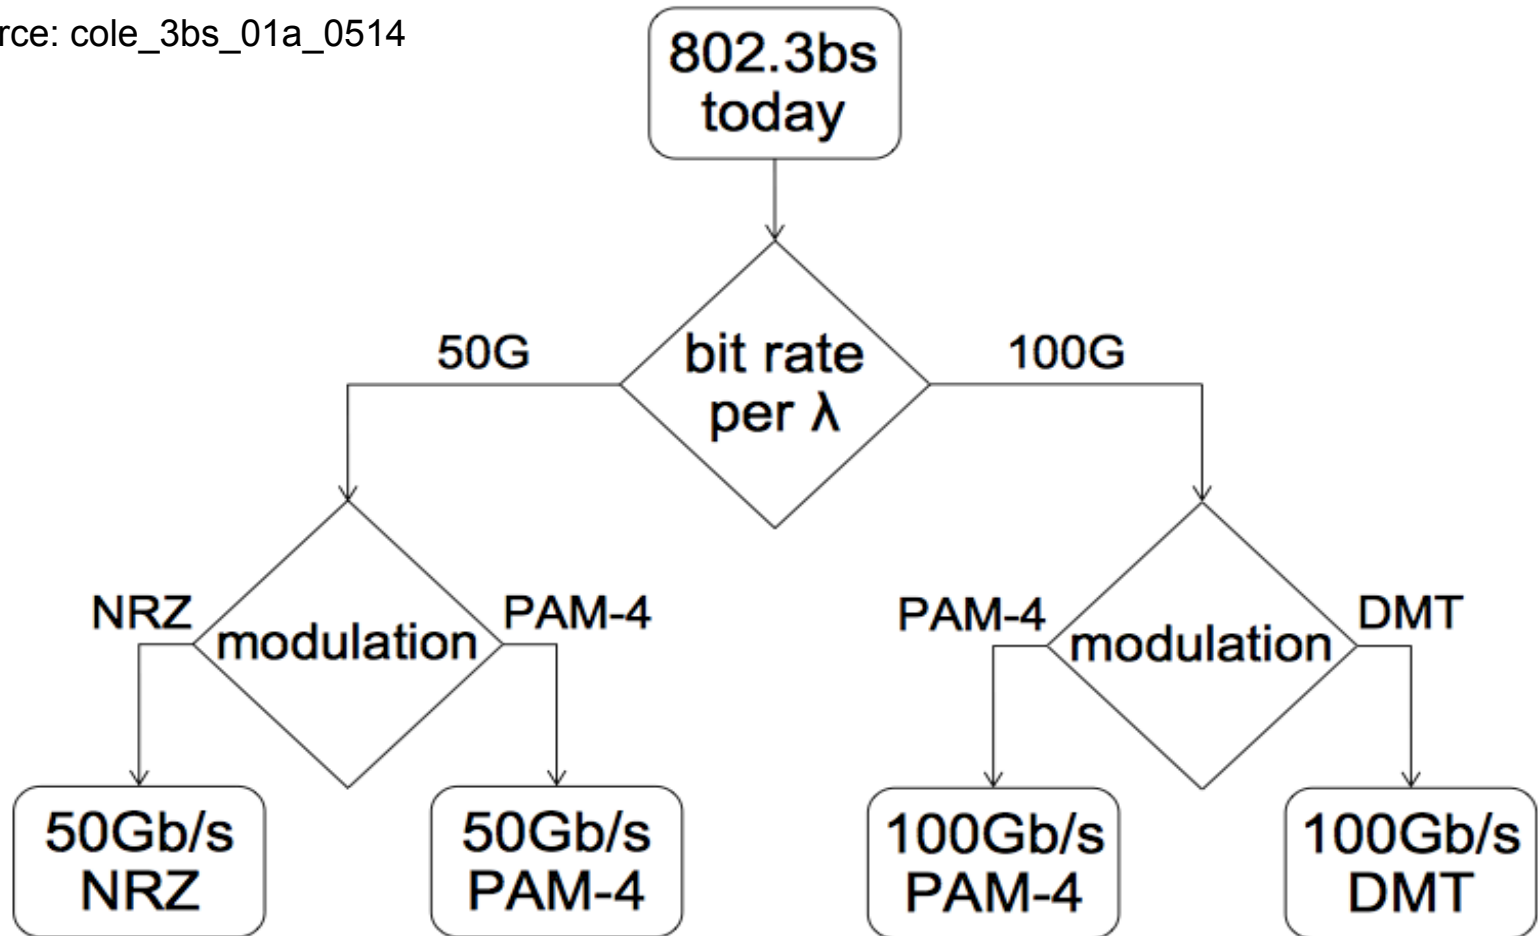 rce: cole_3bs_01a_0514
802.3bs
today
50G
bit rate
per λ
100G
NRZ
modulation
PAM-4
PAM-4
modulation
DMT
50Gb/s
NRZ
50Gb/s
PAM-4
100Gb/s
PAM-4
100Gb/s
DMT